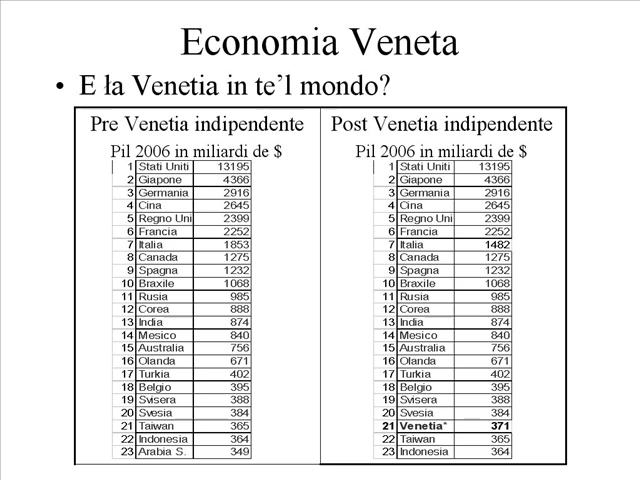 Economia Veneta
• E ła Venetia in te'l mondo?
Pre Venetia indipendente
Pil 2006 in miliardi de $
1 Stati Uniti 13195
2 Giapone 4366
3 Germania 2916
4 Cina 2645
5 Regno Uni 2399
6 Francia 2252
7 Italia 1853
8 Canada 1275
9 Spagna 1232
10 Braxile 1068
11 Rusia 985
12 Corea 888
13 India 874
14 Mesico 840
15 Australia 756
16 Olanda 671
17 Turkia 402
18 Belgio 395
19 Svisera 388
20 Svesia 384
21 Taiwan 365
22 Indonesia 364
23 Arabia S. 349
Post Venetia indipendente
Pil 2006 in miliardi de $
1 Stati Uniti 13195
2 Giapone 4366
3 Germania 2916
4 Cina 2645
5 Regno Uni 2399
6 Francia 2252
7 Italia 1482
8 Canada 1275
9 Spagna 1232
10 Braxile 1068
11 Rusia 985
12 Corea 888
13 India 874
14 Mesico 840
15 Australia 756
16 Olanda 671
17 Turkia 402
18 Belgio 395
19 Svisera 388
20 Svesia 384
21 Venetia* 371
22 Taiwan 365
23 Indonesia 364